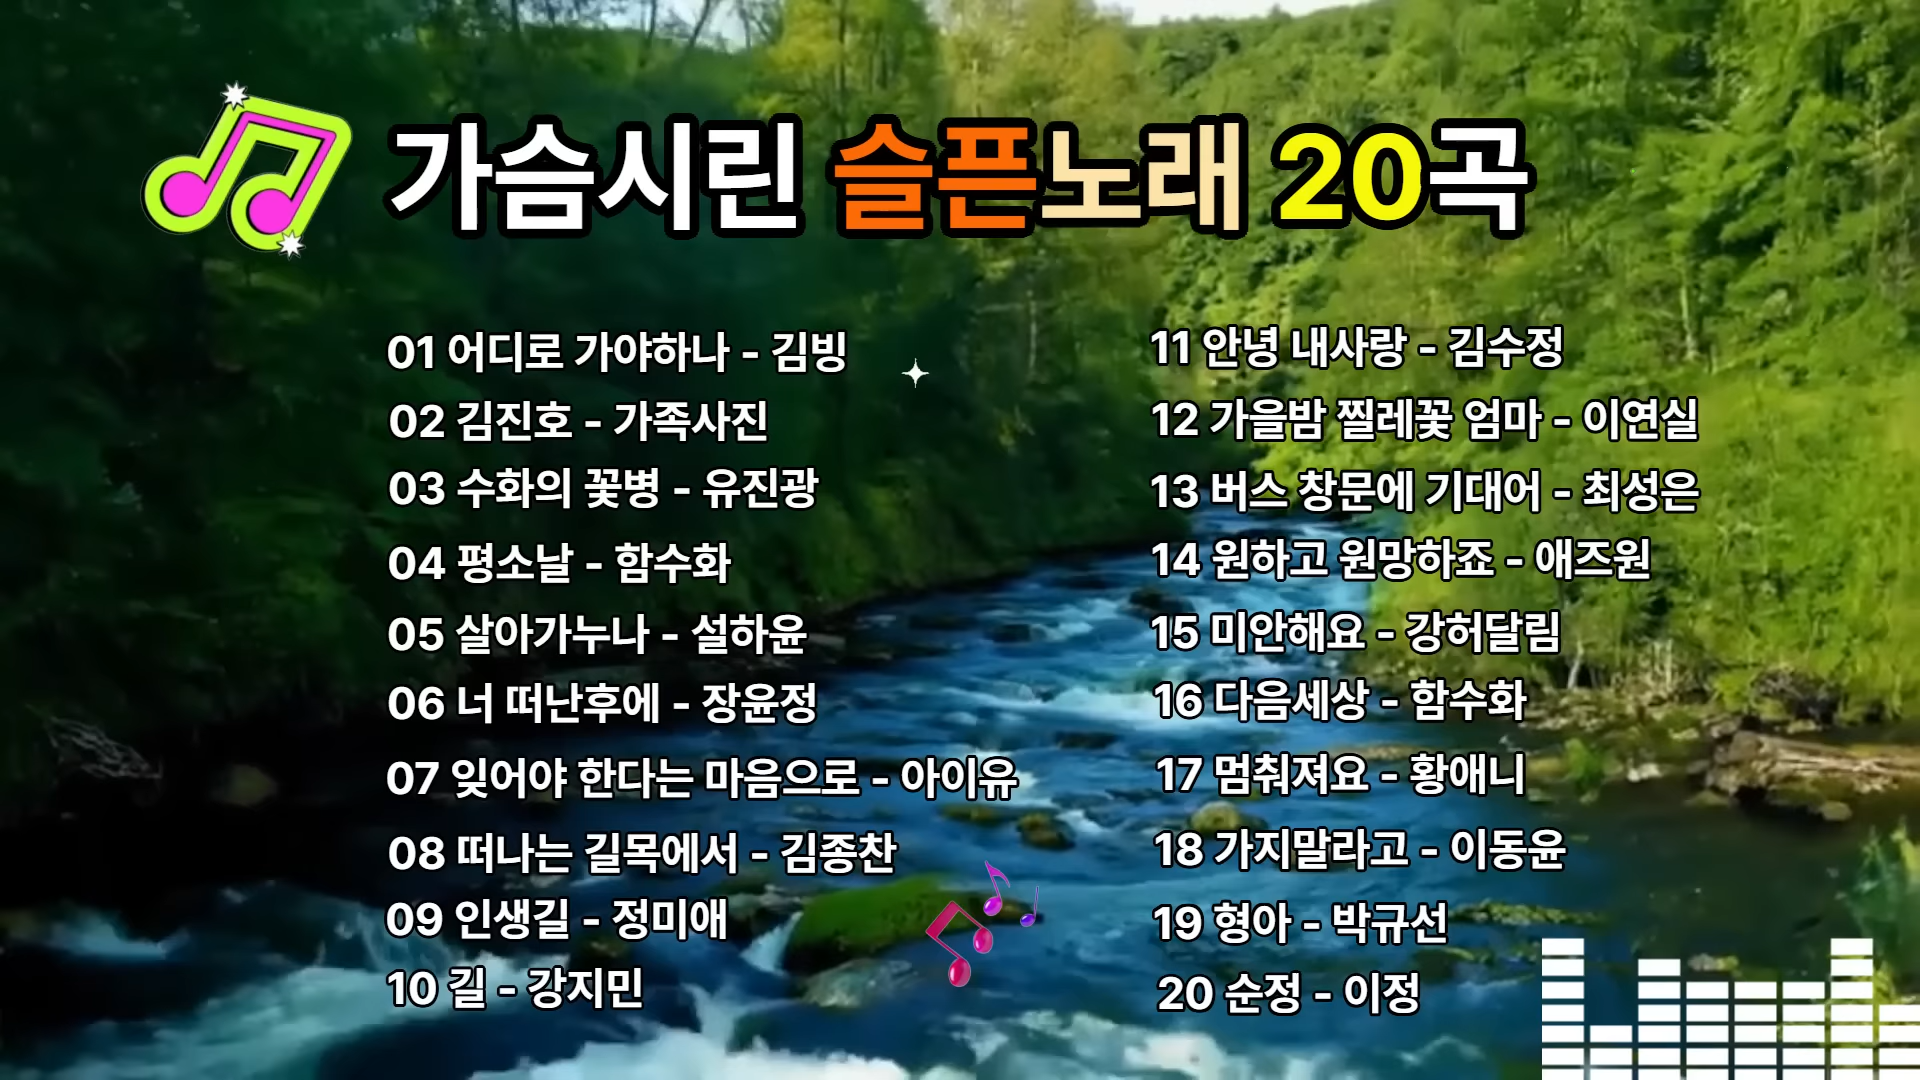 가슴시린 슬픈노래 20곡
01 어디로 가야하나 - 김빙
02 김진호 - 가족사진
03 수화의 꽃병 - 유진광
04 평소날 - 함수화
05 살아가누나 - 설하윤
06 너 떠난후에 - 장윤정
07 잊어야 한다는 마음으로 - 아이유
08 떠나는 길목에서 - 김종찬
09 인생길 - 정미애
10 길 - 강지민
11 안녕 내사랑 - 김수정
12 가을밤 찔레꽃 엄마 - 이연실
13 버스 창문에 기대어 - 최성은
14 원하고 원망하죠 - 애즈원
15 미안해요 - 강허달림
16 다음세상 - 함수화
17 멈춰져요 - 황애니
18 가지말라고 - 이동윤
19 형아 - 박규선
20 순정 - 이정